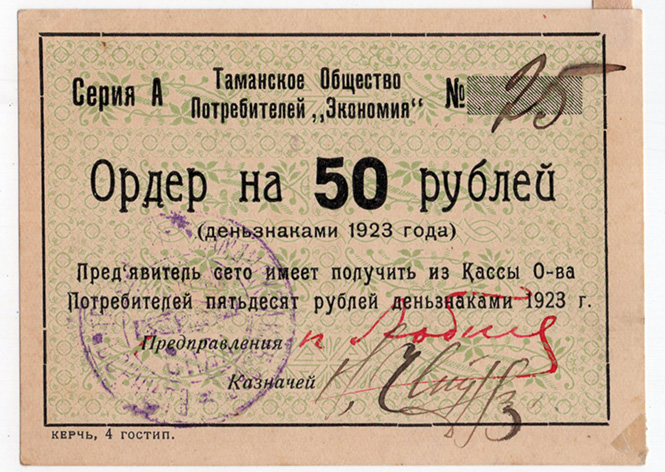 Серия А
Таманское Общество
Потребителей „Экономия“
№ 25
Ордер на 50 рублей
(деньзнаками 1923 года)
Пред'явитель сето имеет получить из Кассы О-ва
Потребителей пятьдесят рублей деньзнаками 1923 г.
Предправления
Казначей
КЕРЧЬ, 4 ГОСТИП.